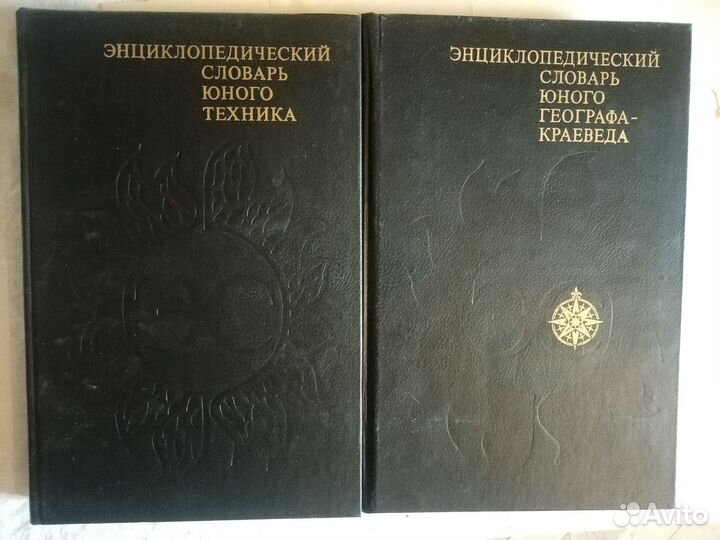 ЭНЦИКЛОПЕДИЧЕСКИЙ
СЛОВАРЬ
ЮНОГО
ТЕХНИКА
ЭНЦИКЛОПЕДИЧЕСКИЙ
СЛОВАРЬ
ЮНОГО
ГЕОГРАФА-
КРАЕВЕДА
Avito